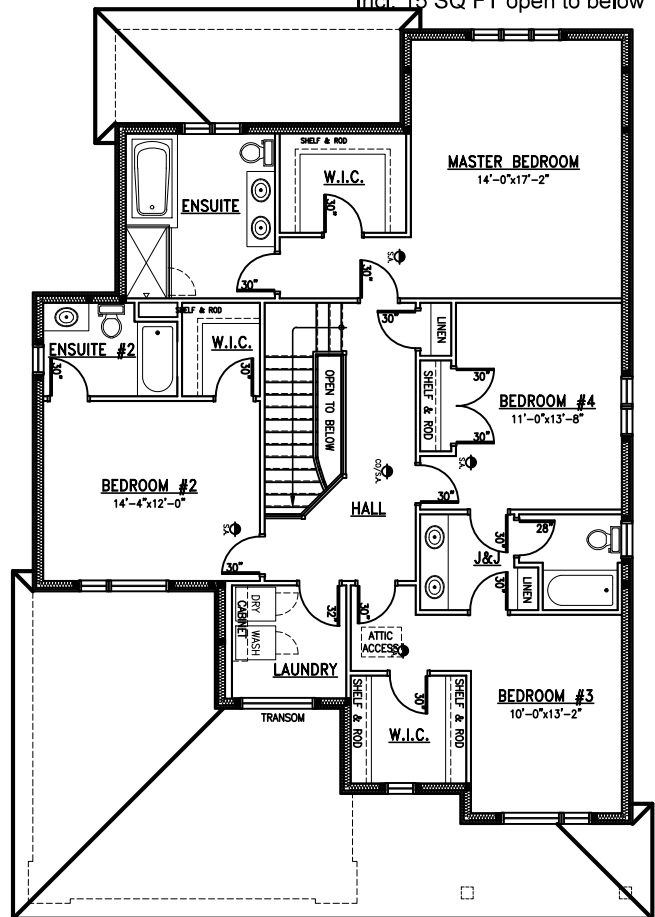 Incl. 15 SQ FT open to below
SHELF & ROD
W.I.C.
30"
MASTER BEDROOM
14'-0"x17'-2"
ENSUITE
30"
S.A.
30"
SHELF & ROD
ENSUITE #2
30"
W.I.C.
30"
30"
LINEN
OPEN TO BELOW
SHELF & ROD
30"
30"
BEDROOM #4
11'-0"x13'-8"
BEDROOM #2
14'-4"x12'-0"
CO/S.A.
S.A.
30"
HALL
S.A.
30"
30"
28"
J&J
30"
LINEN
DRY
CABINET
WASH
32"
30"
LAUNDRY
ATTIC
ACCESS
TRANSOM
SHELF & ROD
30"
SHELF & ROD
W.I.C.
BEDROOM #3
10'-0"x13'-2"